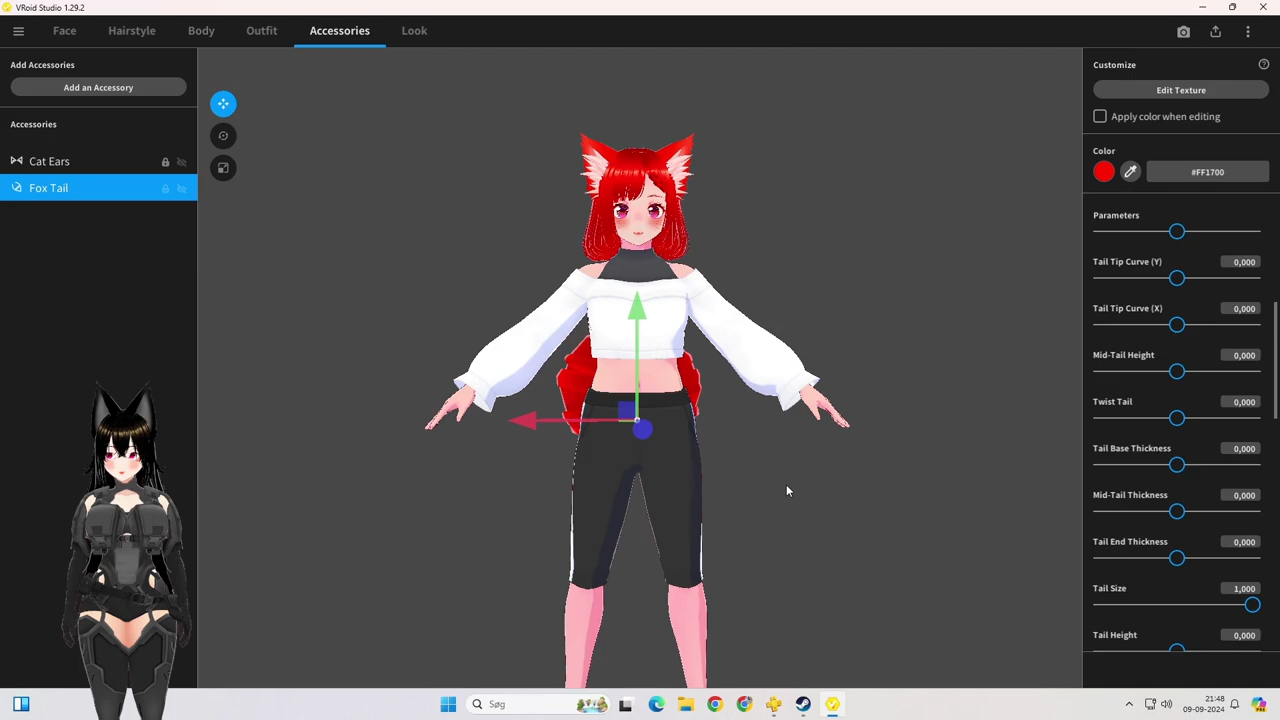 VRoid Studio 1.29.2
Face Hairstyle Body Outfit Accessories Look
Add Accessories
Add an Accessory
Accessories
Cat Ears
Fox Tail
Customize
Edit Texture
Apply color when editing
Color
#FF1700
Parameters
Tail Tip Curve (Y) 0,000
Tail Tip Curve (X) 0,000
Mid-Tail Height 0,000
Twist Tail 0,000
Tail Base Thickness 0,000
Mid-Tail Thickness 0,000
Tail End Thickness 0,000
Tail Size 1,000
Tail Height 0,000
Søg
21:48
09-09-2024